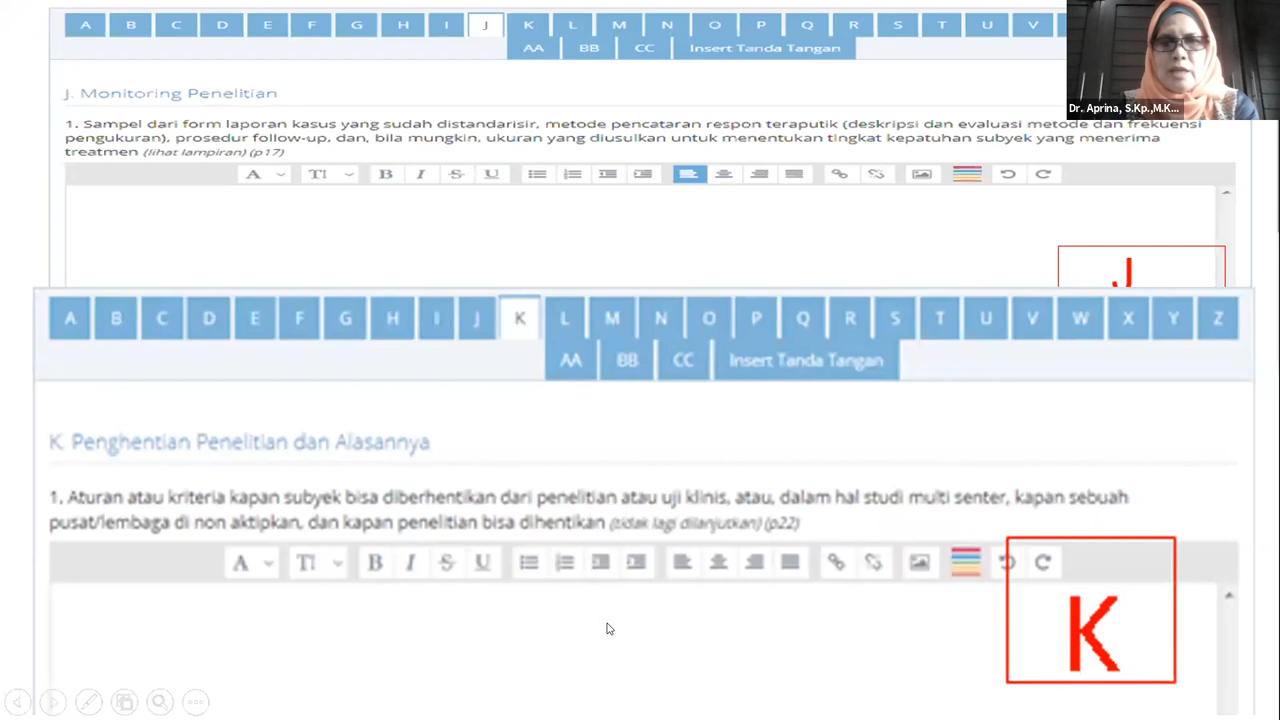 A B C D E F G H I J K L M N O P Q R S T U V
AA BB CC Insert Tanda Tangan
Dr. Aprina, S.Kp.,M.K...
J. Monitoring Penelitian
1. Sampel dari form laporan kasus yang sudah distandarisir, metode pencataran respon teraputik (deskripsi dan evaluasi metode dan frekuensi
pengukuran), prosedur follow-up, dan, bila mungkin, ukuran yang diusulkan untuk menentukan tingkat kepatuhan subyek yang menerima
treatmen (lihat lampiran) (p17)
J
A B C D E F G H I J K L M N O P Q R S T U V W X Y Z
AA BB CC Insert Tanda Tangan
K. Penghentian Penelitian dan Alasannya
1. Aturan atau kriteria kapan subyek bisa diberhentikan dari penelitian atau uji klinis, atau, dalam hal studi multi senter, kapan sebuah
pusat/lembaga di non aktipkan, dan kapan penelitian bisa dihentikan (tidak lagi dilanjutkan) (p22)
K